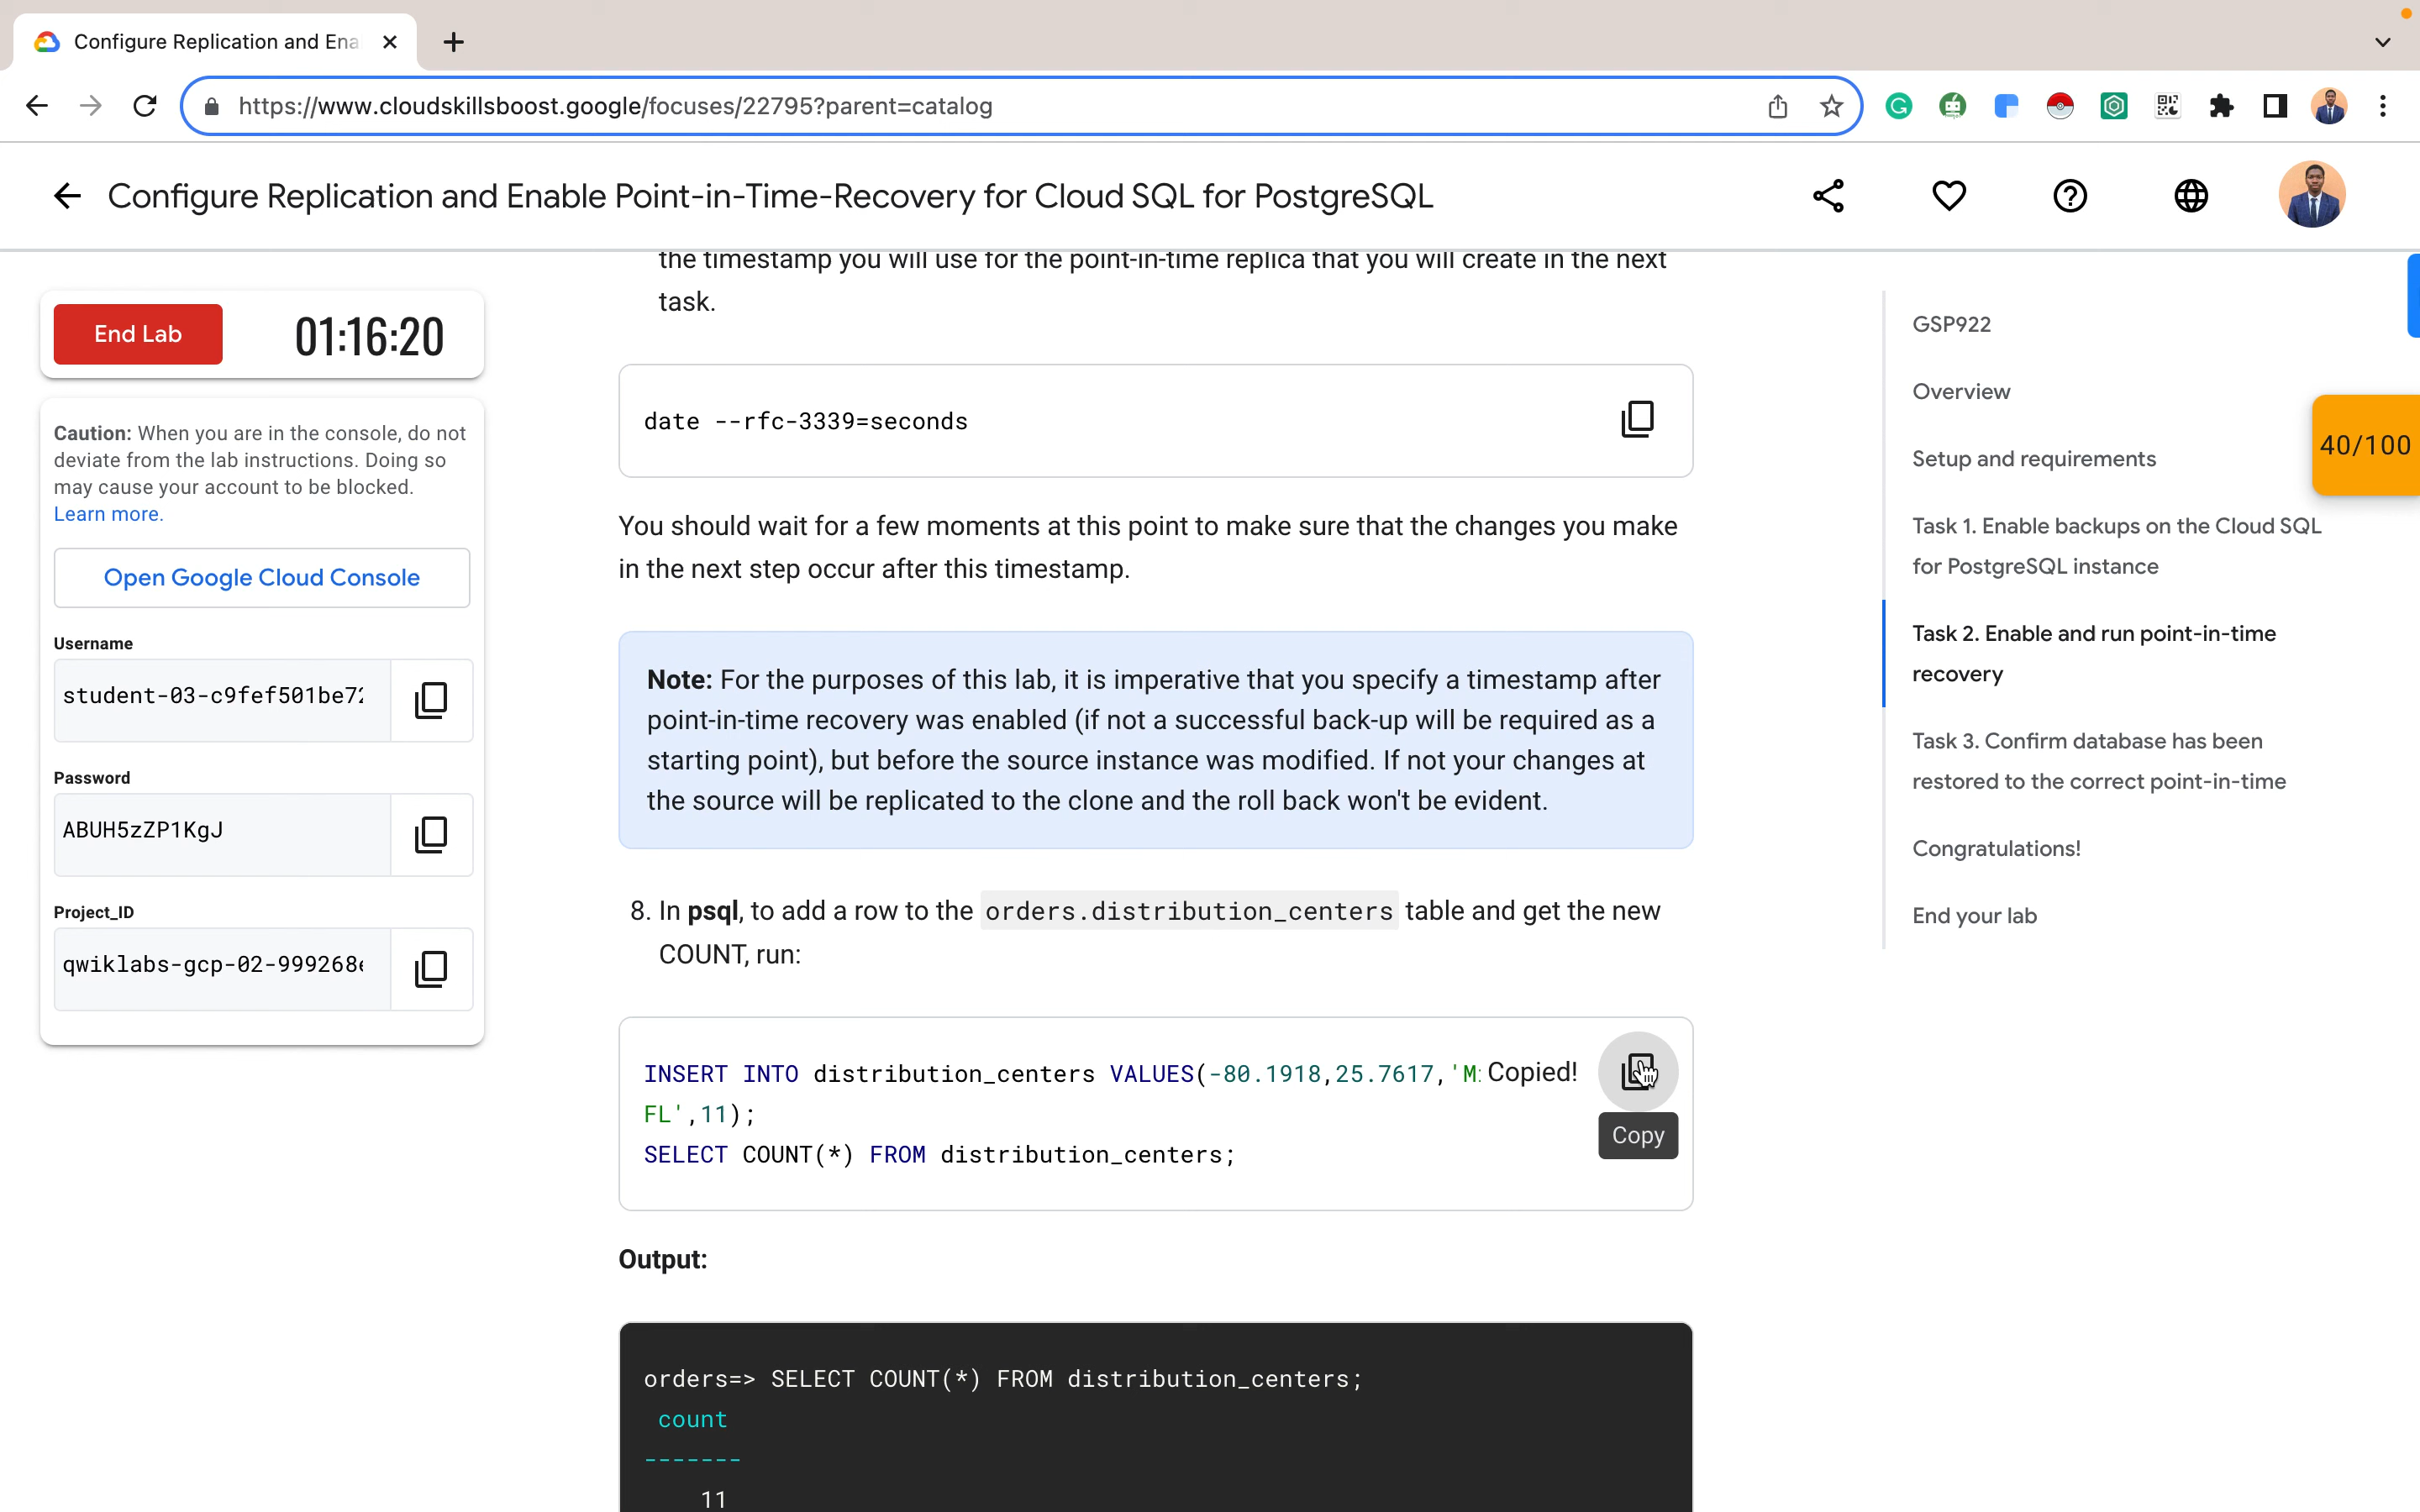 Configure Replication and Ena
https://www.cloudskillsboost.google/focuses/22795?parent=catalog
Configure Replication and Enable Point-in-Time-Recovery for Cloud SQL for PostgreSQL
End Lab
01:16:20
Caution: When you are in the console, do not
deviate from the lab instructions. Doing so
may cause your account to be blocked.
Learn more.
Open Google Cloud Console
Username
student-03-c9fef501be72
Password
ABUH5zZP1KgJ
Project_ID
qwiklabs-gcp-02-999268
the timestamp you will use for the point-in-time replica that you will create in the next
task.
date --rfc-3339=seconds
You should wait for a few moments at this point to make sure that the changes you make
in the next step occur after this timestamp.
Note: For the purposes of this lab, it is imperative that you specify a timestamp after
point-in-time recovery was enabled (if not a successful back-up will be required as a
starting point), but before the source instance was modified. If not your changes at
the source will be replicated to the clone and the roll back won't be evident.
8. In psql, to add a row to the orders.distribution_centers table and get the new
COUNT, run:
INSERT INTO distribution_centers VALUES(-80.1918,25.7617,'M Copied!
FL',11);
SELECT COUNT(*) FROM distribution_centers;
Copy
Output:
orders=> SELECT COUNT(*) FROM distribution_centers;
count
-------
11
GSP922
Overview
Setup and requirements
Task 1. Enable backups on the Cloud SQL
for PostgreSQL instance
Task 2. Enable and run point-in-time
recovery
Task 3. Confirm database has been
restored to the correct point-in-time
Congratulations!
End your lab
40/100